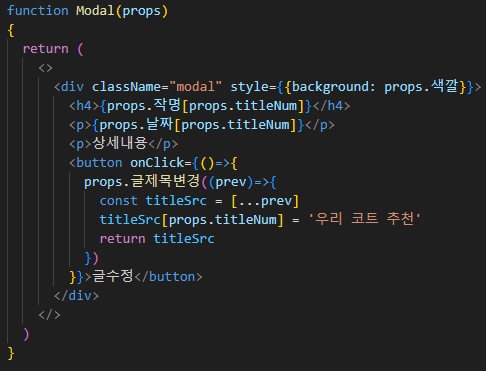 function Modal(props)
{
  return (
    <>
      <div className="modal" style={{background: props.색깔}}>
        <h4>{props.작명[props.titleNum]}</h4>
        <p>{props.날짜[props.titleNum]}</p>
        <p>상세내용</p>
        <button onClick={()=>{
          props.글제목변경((prev)=>{
            const titleSrc = [...prev]
            titleSrc[props.titleNum] = '우리 코트 추천'
            return titleSrc
          })
        }}>글수정</button>
      </div>
    </>
  )
}